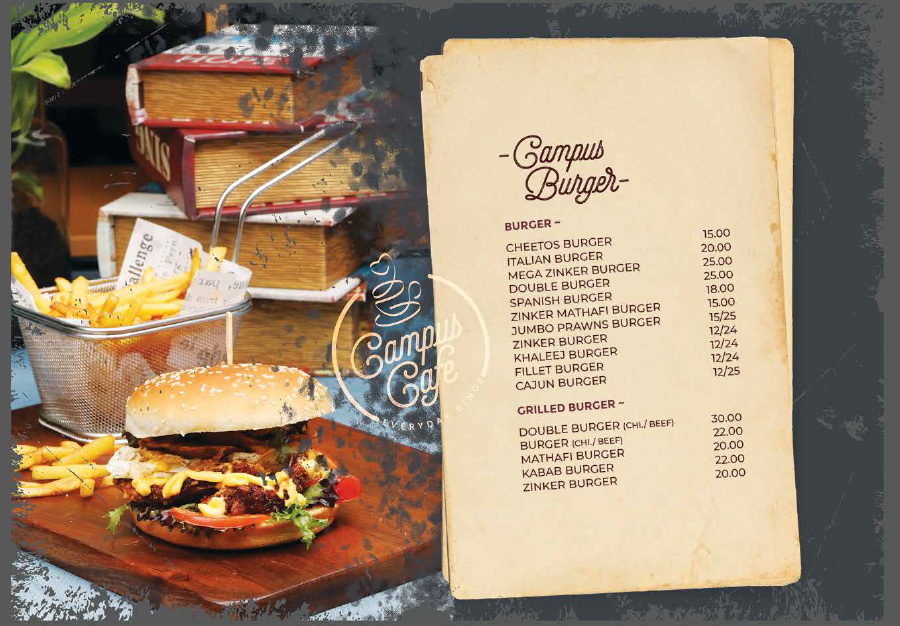 HOPE
allenge
Campus
Cafe
EVERYDAY
-Campus
Burger-
BURGER ~
CHEETOS BURGER 15.00
ITALIAN BURGER 20.00
MEGA ZINKER BURGER 25.00
DOUBLE BURGER 25.00
SPANISH BURGER 18.00
ZINKER MATHAFI BURGER 15.00
JUMBO PRAWNS BURGER 15/25
ZINKER BURGER 12/24
KHALEEJ BURGER 12/24
FILLET BURGER 12/24
CAJUN BURGER 12/25
GRILLED BURGER ~
DOUBLE BURGER (CHI./ BEEF) 30.00
BURGER (CHI./ BEEF) 22.00
MATHAFI BURGER 20.00
KABAB BURGER 22.00
ZINKER BURGER 20.00